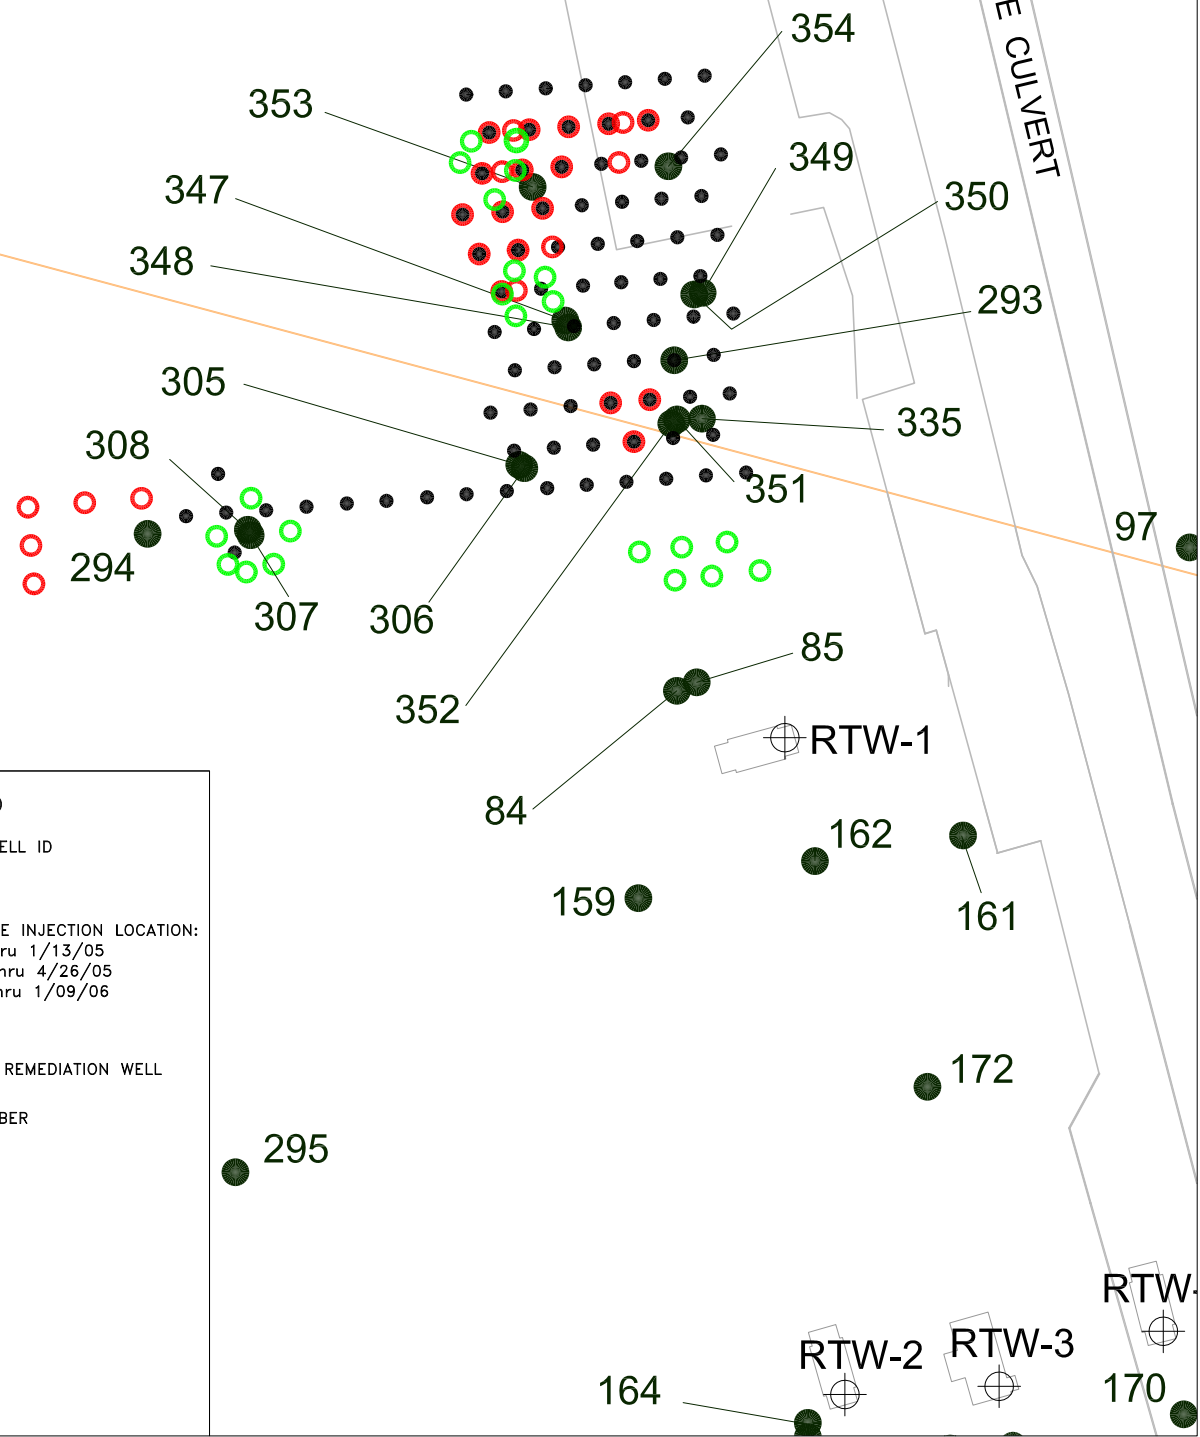 354
E CULVERT
353
349
347
350
348
293
305
335
308
351
97
294
307
306
85
352
RTW-1
84
162
ELL ID
159
161
E INJECTION LOCATION:
ru 1/13/05
hru 4/26/05
hru 1/09/06
172
REMEDIATION WELL
BER
295
RTW-
RTW-2
RTW-3
164
170